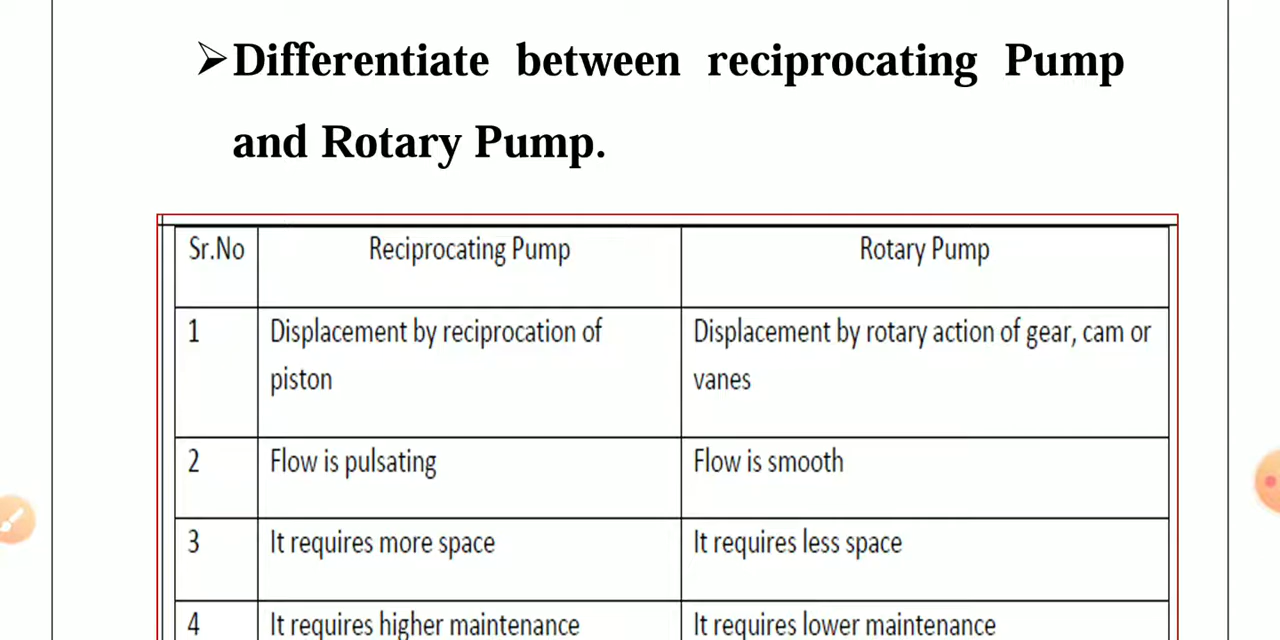 ➢Differentiate between reciprocating Pump
and Rotary Pump.
Sr.No Reciprocating Pump Rotary Pump
1 Displacement by reciprocation of Displacement by rotary action of gear, cam or
piston vanes
2 Flow is pulsating Flow is smooth
3 It requires more space It requires less space
4 It requires higher maintenance It requires lower maintenance